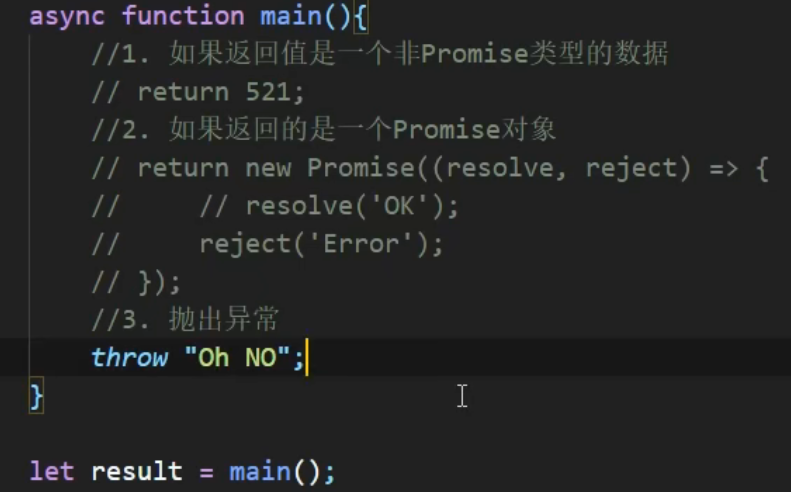 async function main(){
//1. 如果返回值是一个非Promise类型的数据
// return 521;
//2. 如果返回的是一个Promise对象
// return new Promise((resolve, reject) => {
//     // resolve('OK');
//     reject('Error');
// });
//3. 抛出异常
throw "Oh NO";
}
let result = main();